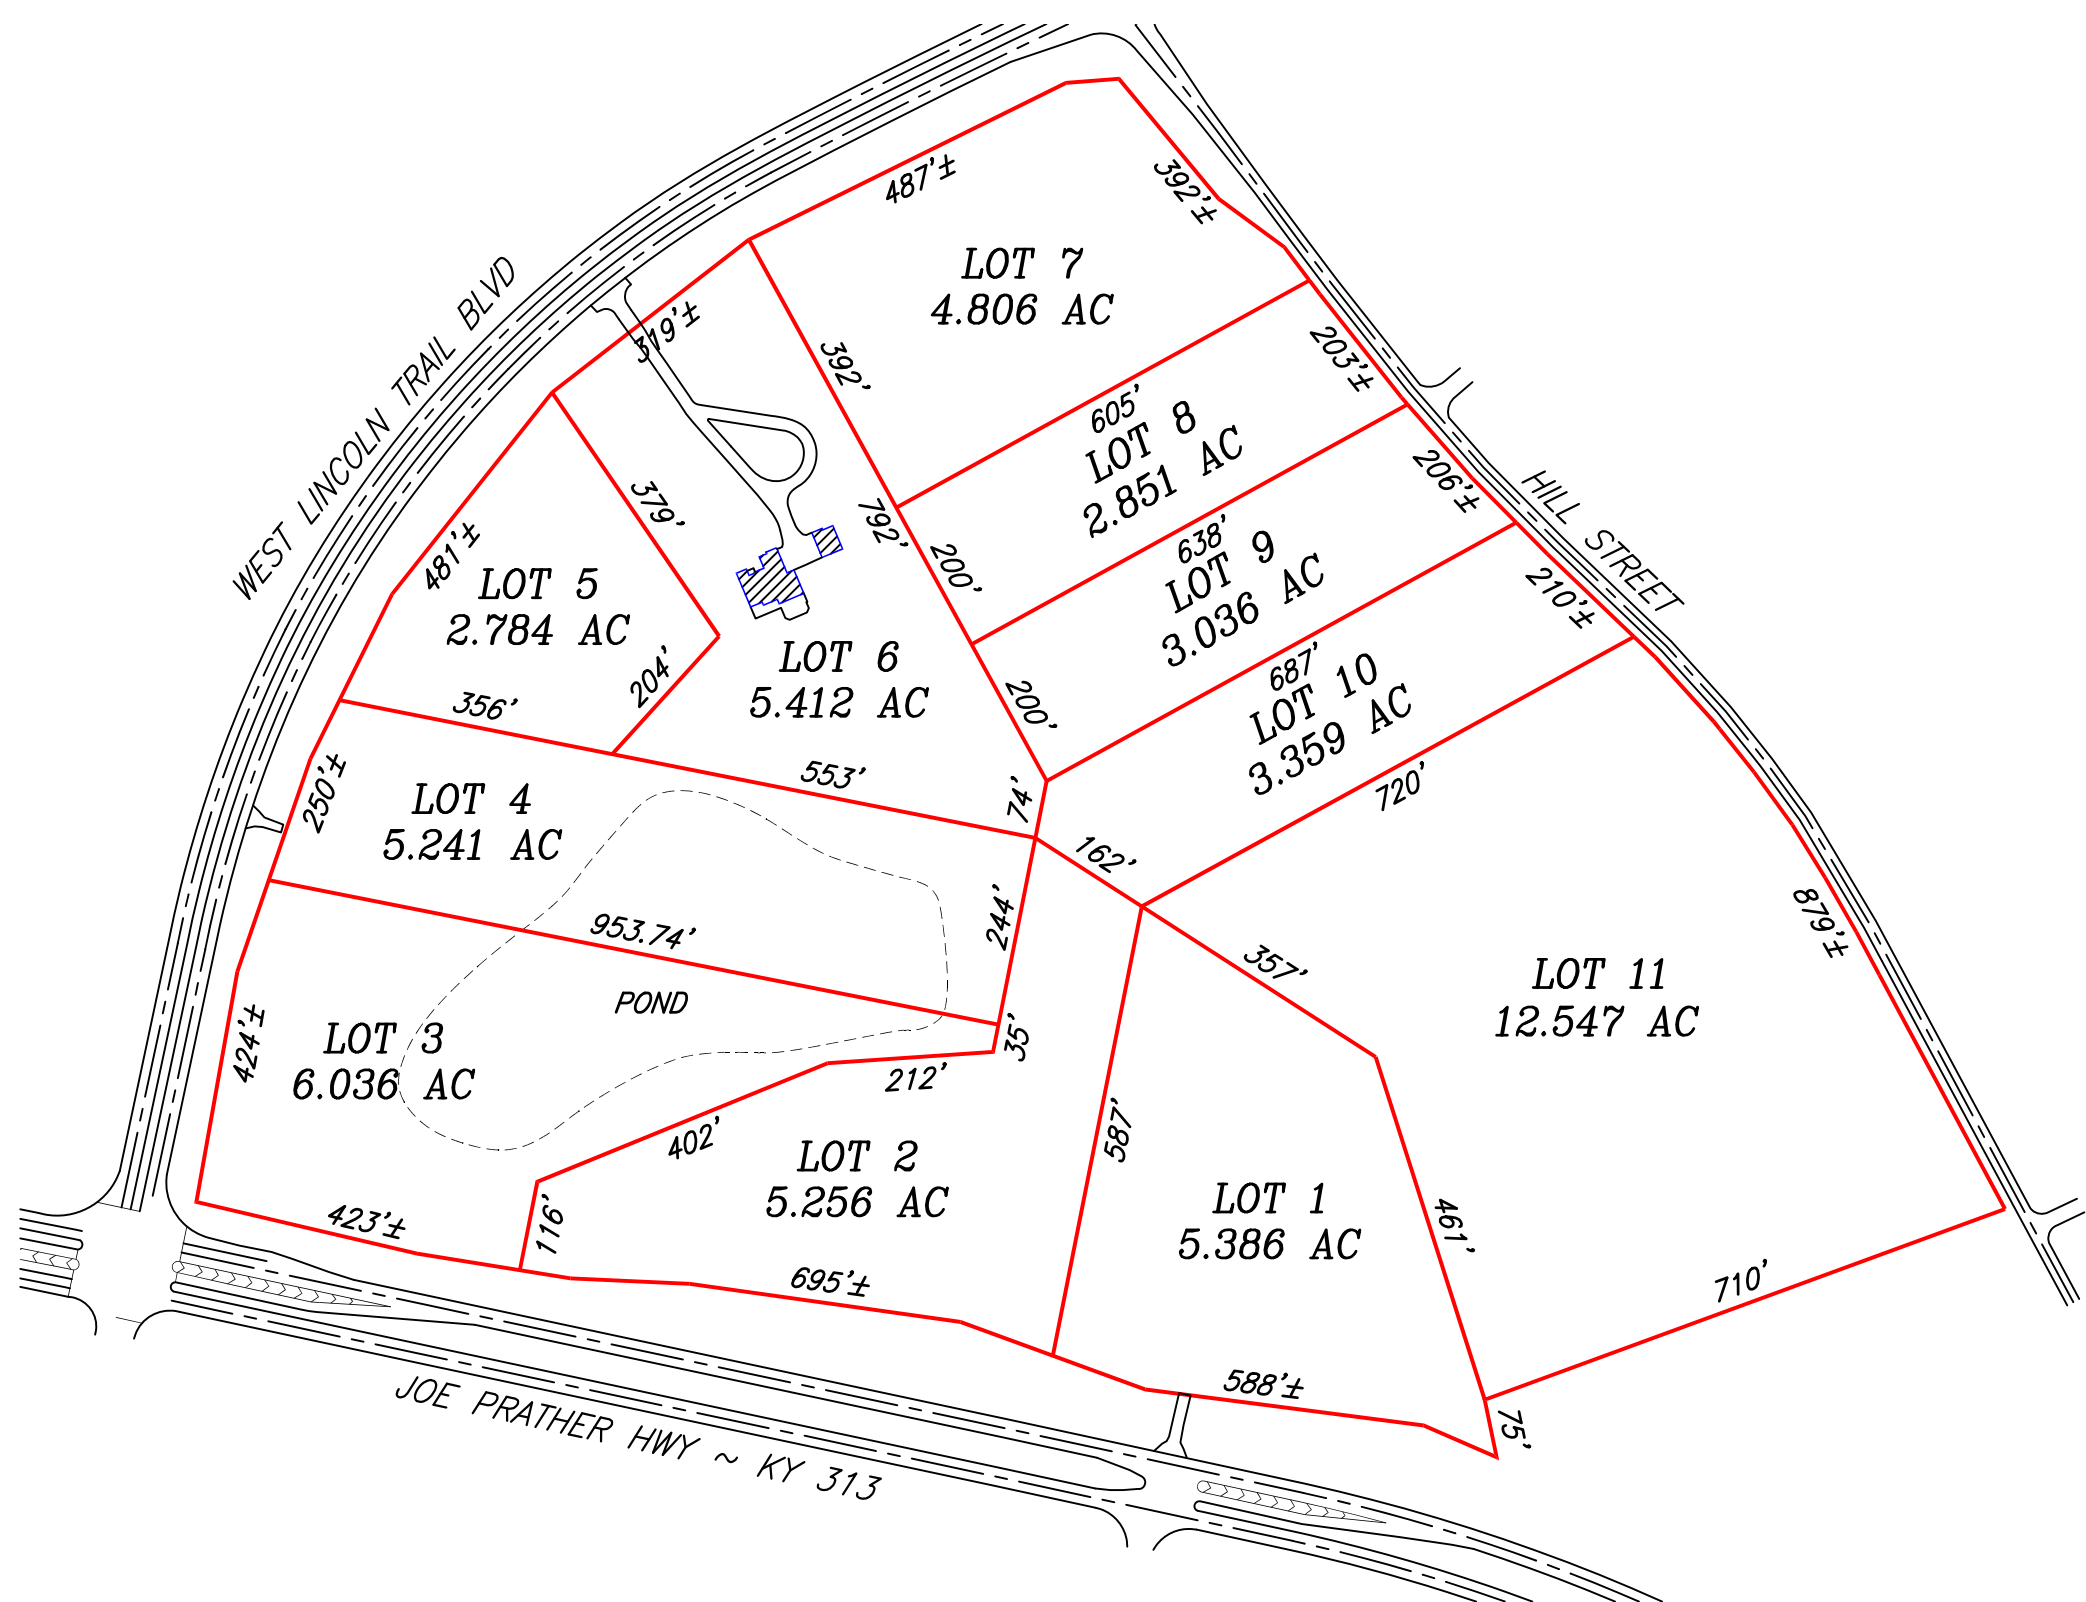 487'±
392'±
LOT 7
4.806 AC
WEST LINCOLN TRAIL BLVD
319'±
392'
203'±
605'
LOT 8
2.851 AC
792'
206'±
HILL STREET
379'
481'±
LOT 5
2.784 AC
200'
638'
LOT 9
3.036 AC
210'±
204'
LOT 6
5.412 AC
356'
200'
687'
LOT 10
3.359 AC
250'±
LOT 4
5.241 AC
553'
74'
720'
162'
953.74'
244'
357'
879'±
LOT 11
12.547 AC
POND
424'±
LOT 3
6.036 AC
35'
212'
402'
587'
LOT 2
5.256 AC
LOT 1
5.386 AC
461'
423'±
116'
695'±
710'
588'±
75'
JOE PRATHER HWY ~ KY 313